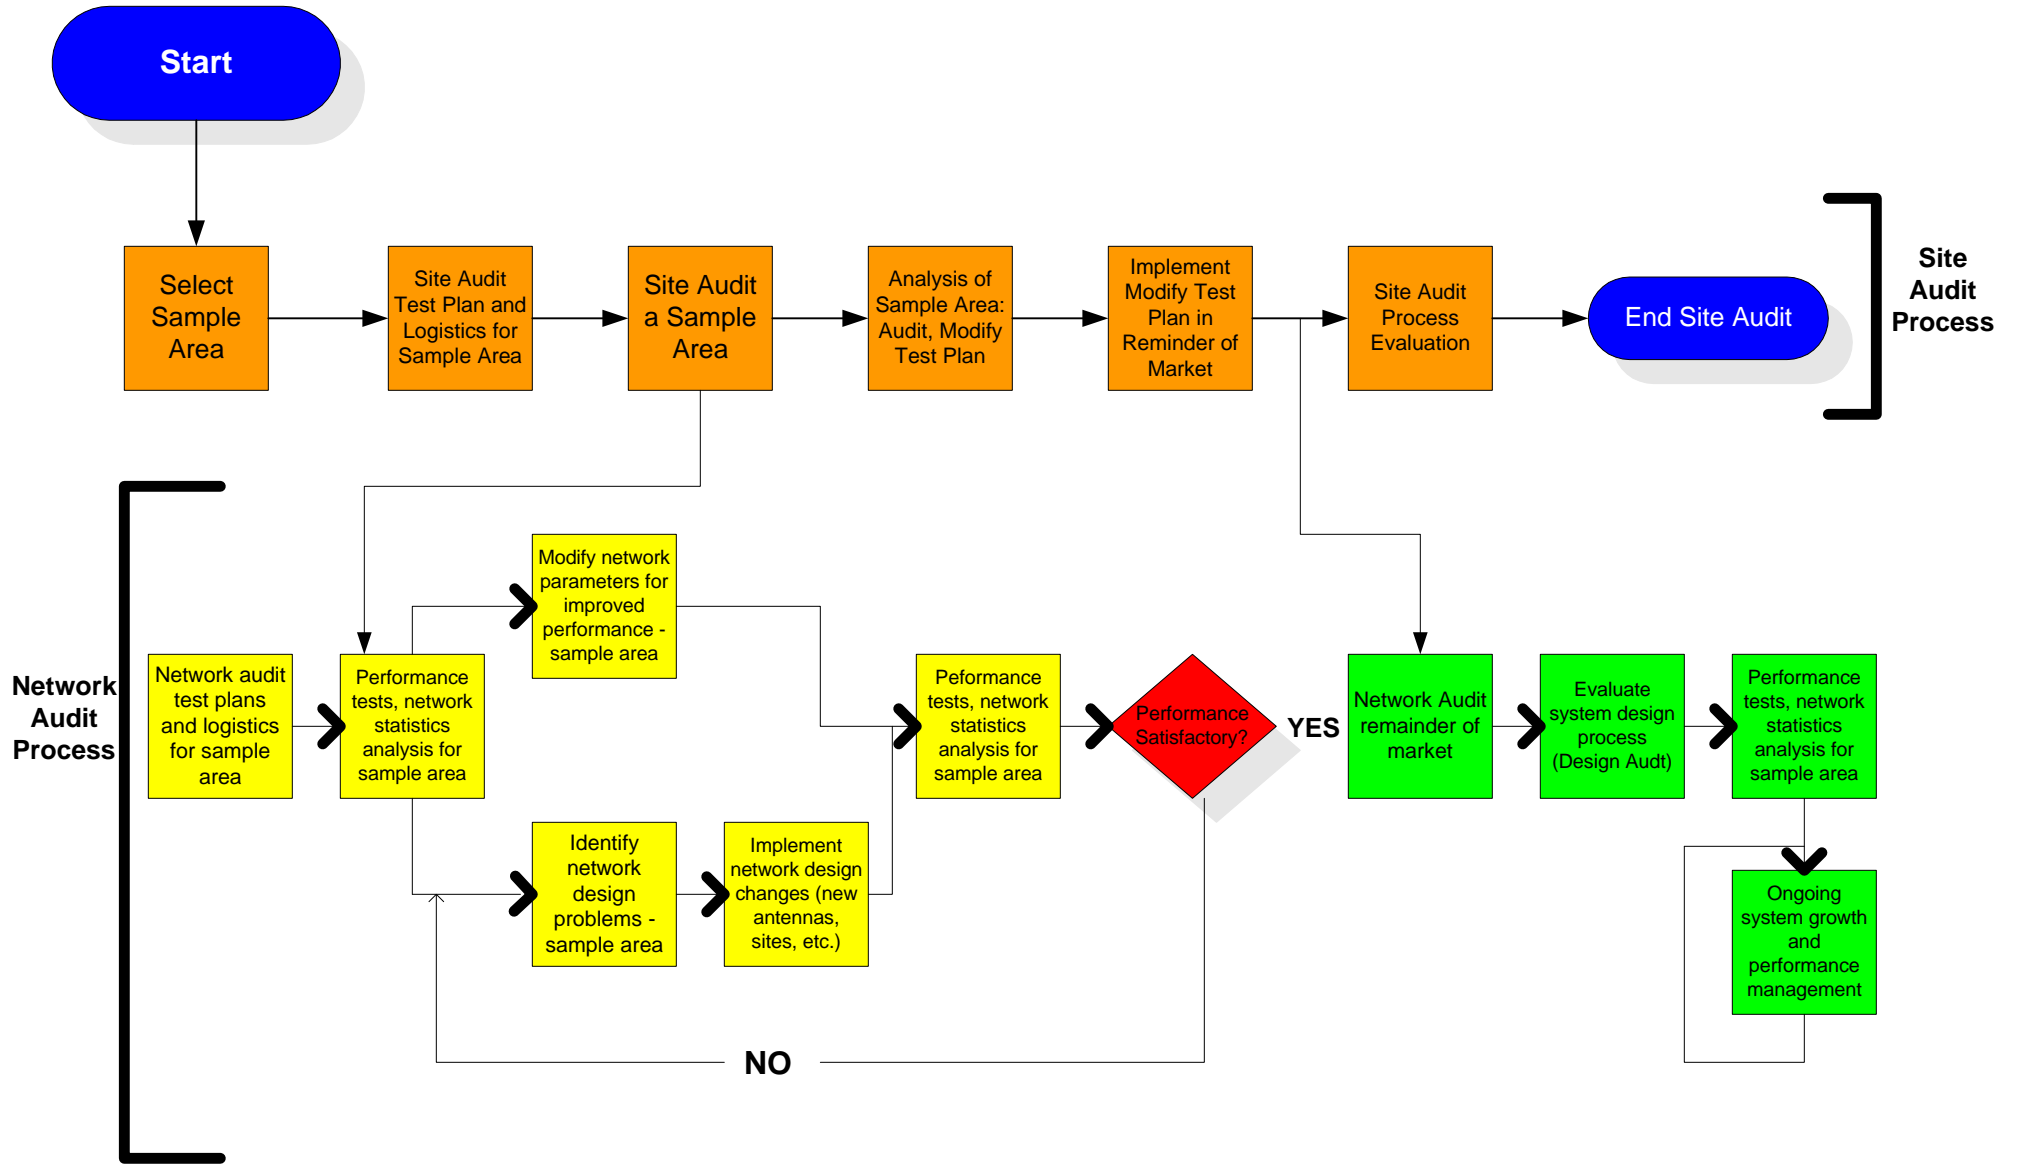 Start
Select
Sample
Area
Site Audit
Test Plan and
Logistics for
Sample Area
Site Audit
a Sample
Area
Analysis of
Sample Area:
Audit, Modify
Test Plan
Implement
Modify Test
Plan in
Reminder of
Market
Site Audit
Process
Evaluation
End Site Audit
Site
Audit
Process
Network
Audit
Process
Network audit
test plans
and logistics
for sample
area
Performance
tests, network
statistics
analysis for
sample area
Modify network
parameters for
improved
performance -
sample area
Identify
network
design
problems -
sample area
Implement
network design
changes (new
antennas,
sites, etc.)
Peformance
tests, network
statistics
analysis for
sample area
Performance
Satisfactory?
YES
NO
Network Audit
remainder of
market
Evaluate
system design
process
(Design Audt)
Performance
tests, network
statistics
analysis for
sample area
Ongoing
system growth
and
performance
management